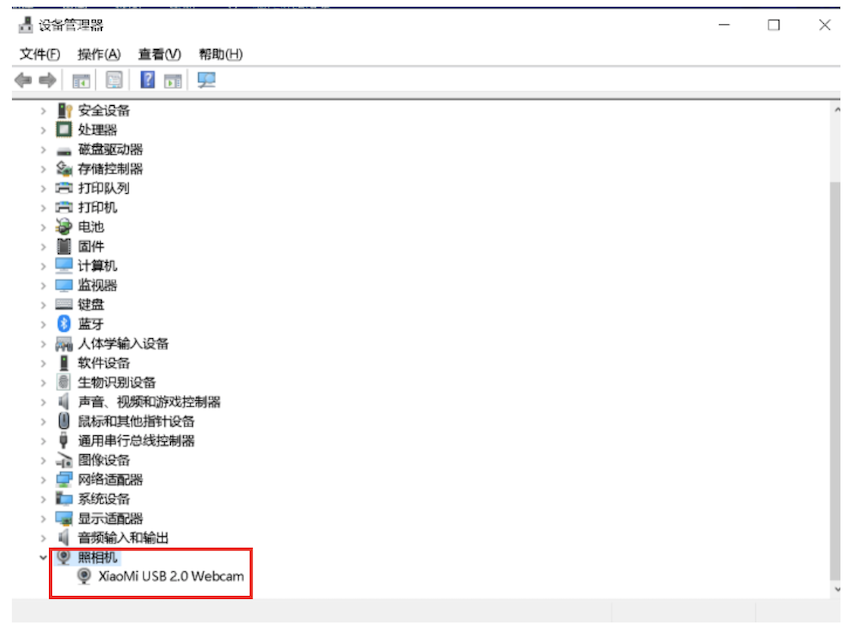 设备管理器
文件(F) 操作(A) 查看(V) 帮助(H)
安全设备
处理器
磁盘驱动器
存储控制器
打印队列
打印机
电池
固件
计算机
监视器
键盘
蓝牙
人体学输入设备
软件设备
生物识别设备
声音、视频和游戏控制器
鼠标和其他指针设备
通用串行总线控制器
图像设备
网络适配器
系统设备
显示适配器
音频输入和输出
照相机
XiaoMi USB 2.0 Webcam